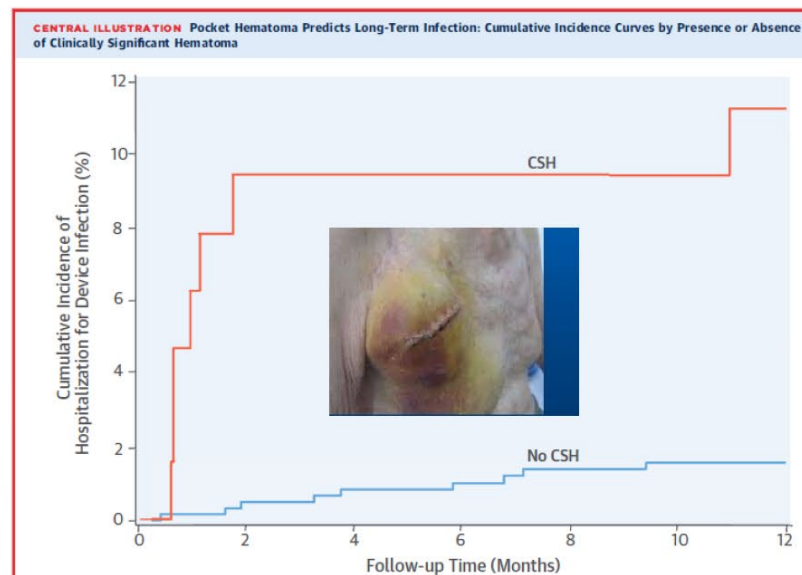 CENTRAL ILLUSTRATION Pocket Hematoma Predicts Long-Term Infection: Cumulative Incidence Curves by Presence or Absence
of Clinically Significant Hematoma
Cumulative Incidence of
Hospitalization for Device Infection (%)
12
10
8
6
4
2
0
CSH
No CSH
0 2 4 6 8 10 12
Follow-up Time (Months)